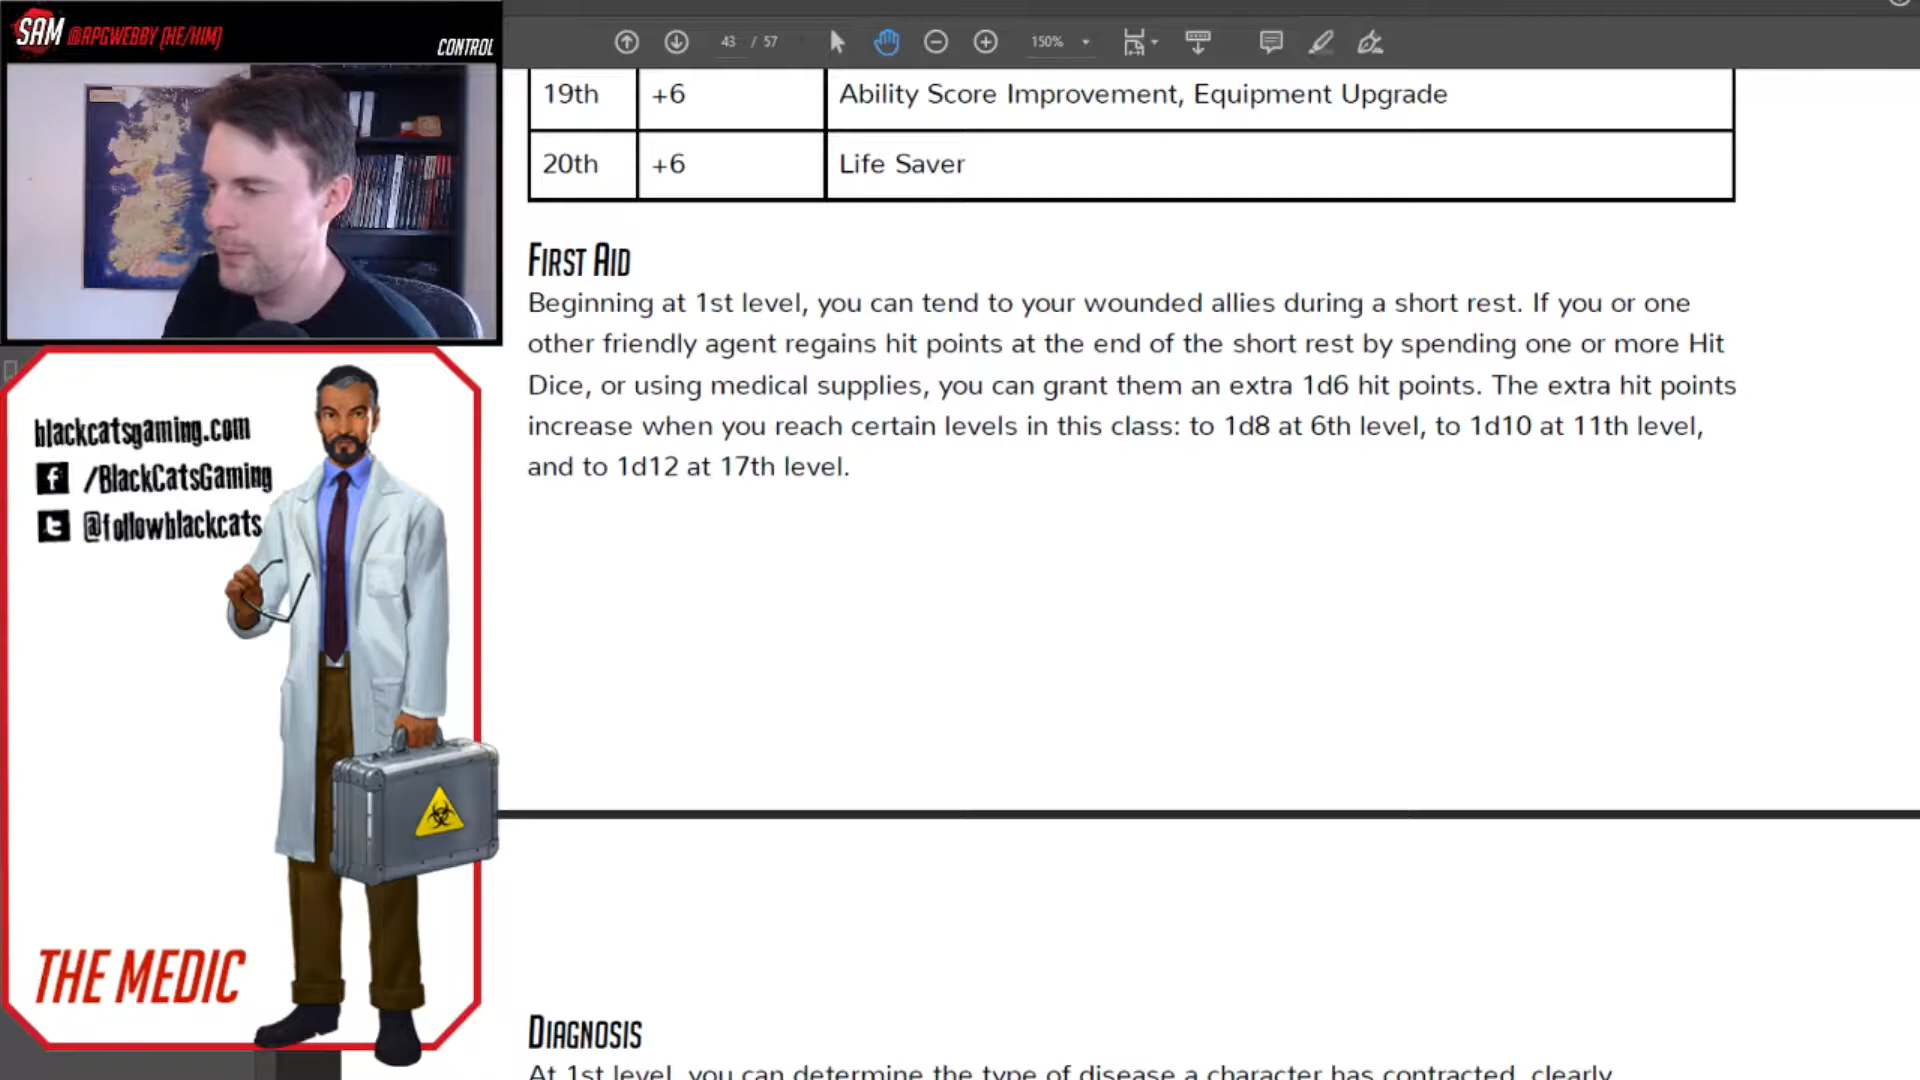 SAM @RPGWEBBY (HE/HIM)
CONTROL
43 / 57
150%
19th +6 Ability Score Improvement, Equipment Upgrade
20th +6 Life Saver
FIRST AID
Beginning at 1st level, you can tend to your wounded allies during a short rest. If you or one
other friendly agent regains hit points at the end of the short rest by spending one or more Hit
Dice, or using medical supplies, you can grant them an extra 1d6 hit points. The extra hit points
increase when you reach certain levels in this class: to 1d8 at 6th level, to 1d10 at 11th level,
and to 1d12 at 17th level.
blackcatsgaming.com
f /BlackCatsGaming
t @followblackcats
THE MEDIC
DIAGNOSIS
At 1st level, you can determine the type of disease a character has contracted, clearly